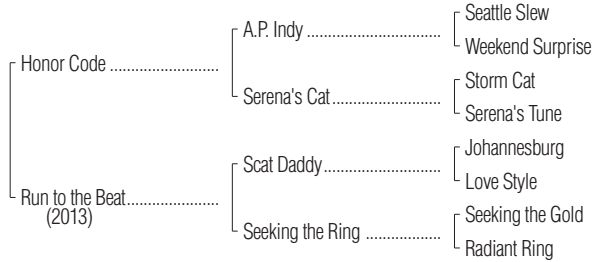 Seattle Slew
A.P. Indy ..............................
Weekend Surprise
Honor Code ........................
Storm Cat
Serena's Cat........................
Serena's Tune
Johannesburg
Scat Daddy..........................
Love Style
Run to the Beat....................
(2013)
Seeking the Gold
Seeking the Ring .................
Radiant Ring